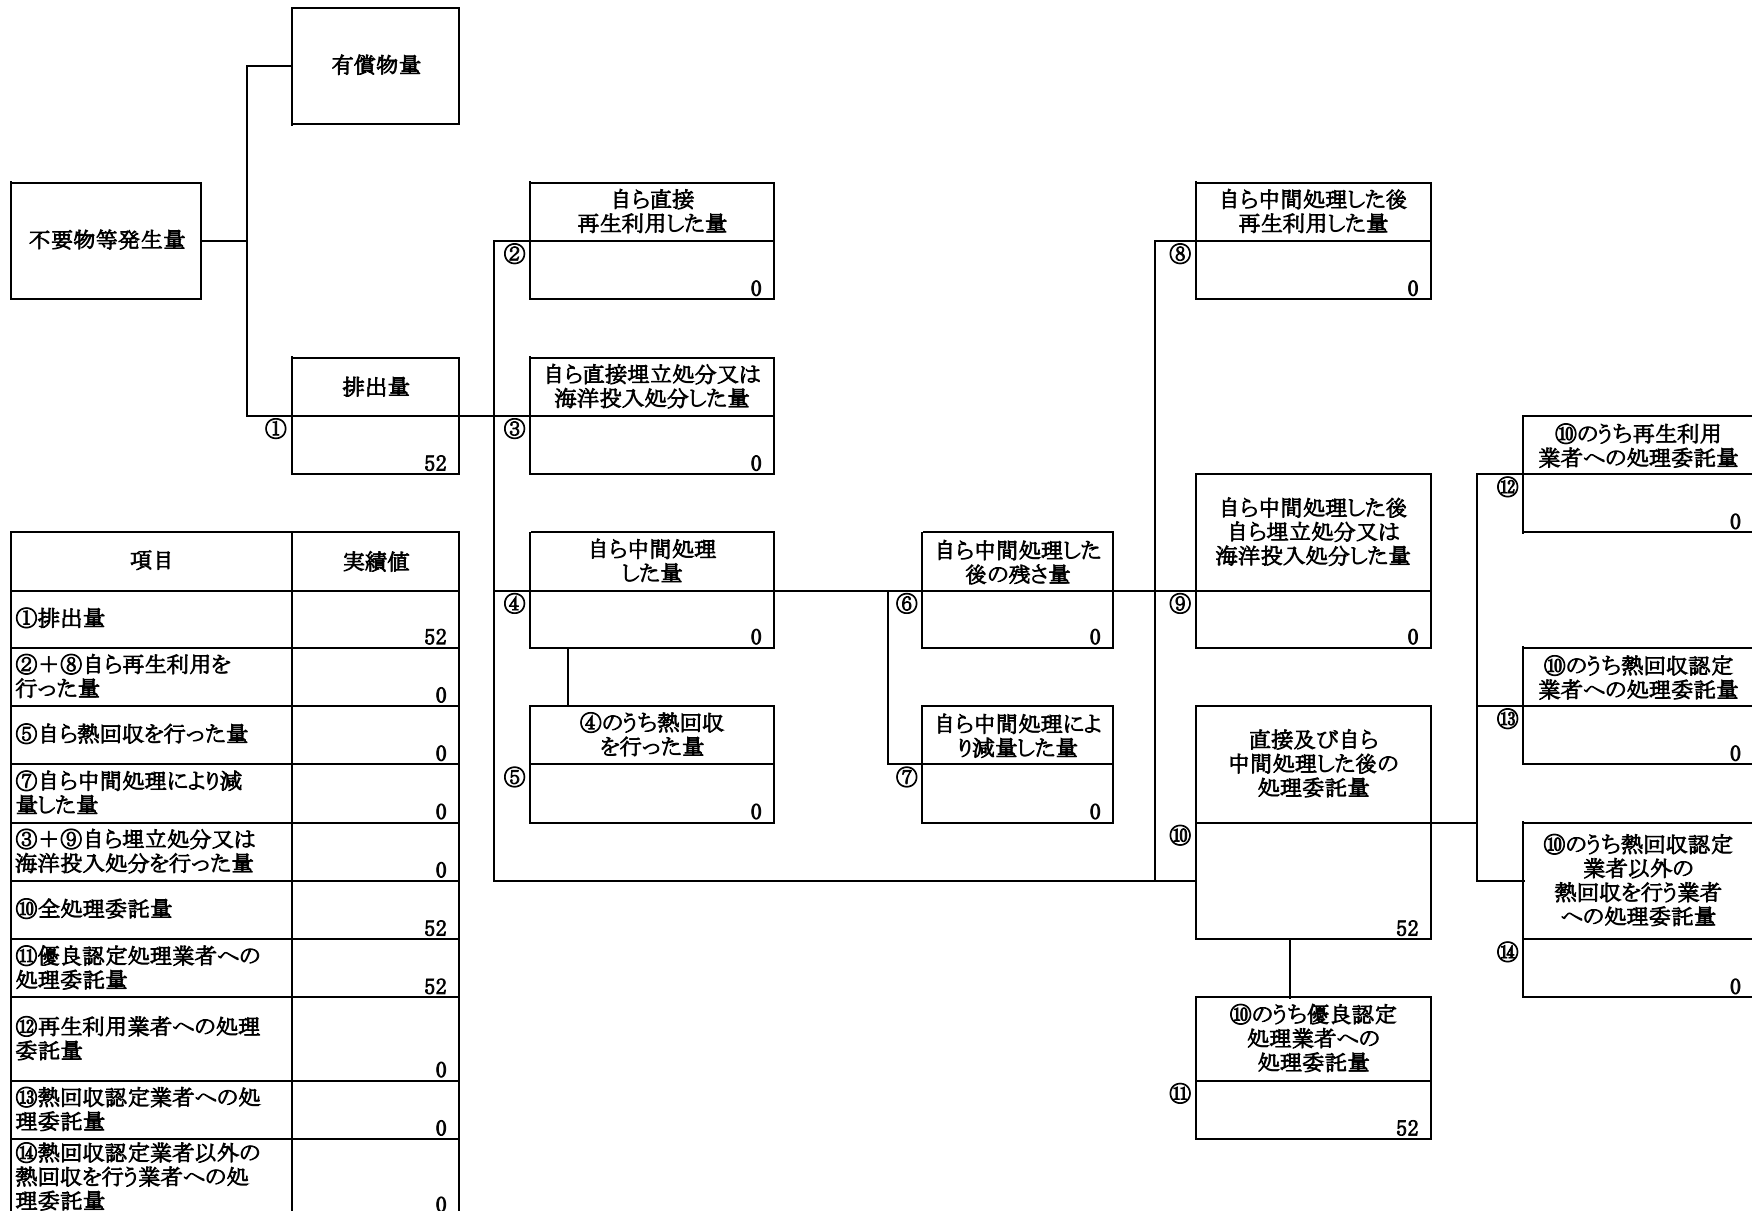 有償物量
不要物等発生量
自ら直接
再生利用した量
②
0
自ら中間処理した後
再生利用した量
⑧
0
排出量
①
52
自ら直接埋立処分又は
海洋投入処分した量
③
0
⑩のうち再生利用
業者への処理委託量
⑫
0
自ら中間処理
した量
④
0
自ら中間処理した
後の残さ量
⑥
0
自ら中間処理した後
自ら埋立処分又は
海洋投入処分した量
⑨
0
⑩のうち熱回収認定
業者への処理委託量
⑬
0
④のうち熱回収
を行った量
⑤
0
自ら中間処理によ
り減量した量
⑦
0
直接及び自ら
中間処理した後の
処理委託量
⑩
52
⑩のうち熱回収認定
業者以外の
熱回収を行う業者
への処理委託量
⑭
0
⑩のうち優良認定
処理業者への
処理委託量
⑪
52
項目 実績値
①排出量
52
②＋⑧自ら再生利用を
行った量
0
⑤自ら熱回収を行った量
0
⑦自ら中間処理により減
量した量
0
③＋⑨自ら埋立処分又は
海洋投入処分を行った量
0
⑩全処理委託量
52
⑪優良認定処理業者への
処理委託量
52
⑫再生利用業者への処理
委託量
0
⑬熱回収認定業者への処
理委託量
0
⑭熱回収認定業者以外の
熱回収を行う業者への処
理委託量
0